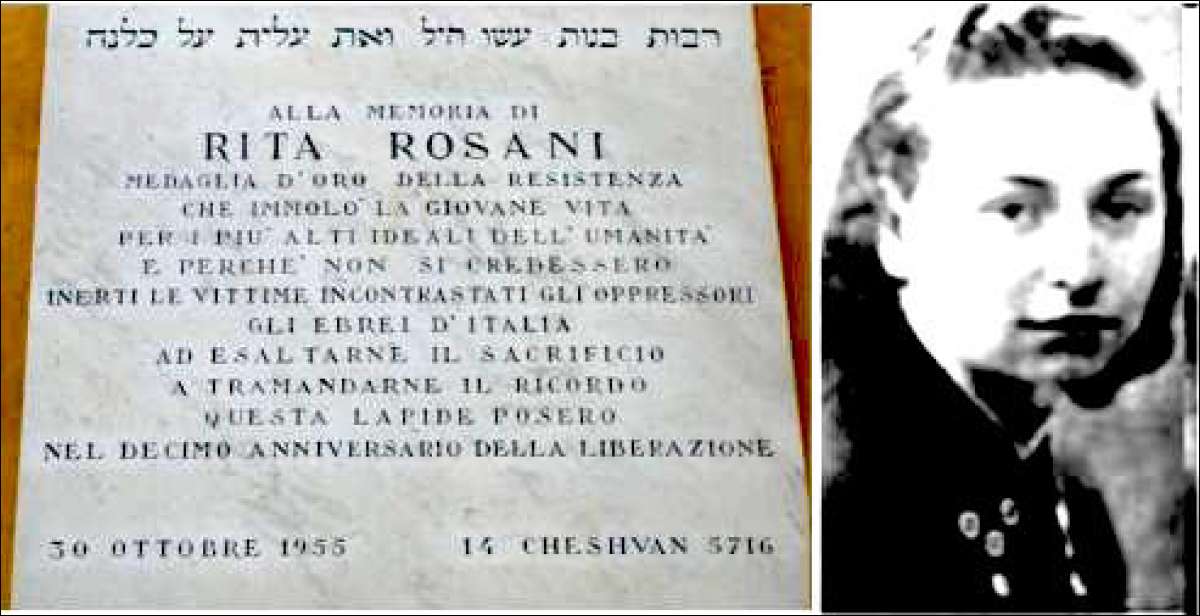 רבות בנות עשו חיל ואת עלית על כלנה
ALLA MEMORIA DI
RITA ROSANI
MEDAGLIA D'ORO DELLA RESISTENZA
CHE IMMOLO' LA GIOVANE VITA
PER I PIU' ALTI IDEALI DELL' UMANITA'
E PERCHE' NON SI CREDESSERO
INERTI LE VITTIME INCONTRASTATI GLI OPPRESSORI
GLI EBREI D'ITALIA
AD ESALTARNE IL SACRIFICIO
A TRAMANDARNE IL RICORDO
QUESTA LAPIDE POSERO
NEL DECIMO ANNIVERSARIO DELLA LIBERAZIONE
30 OTTOBRE 1955 14 CHESHVAN 5716